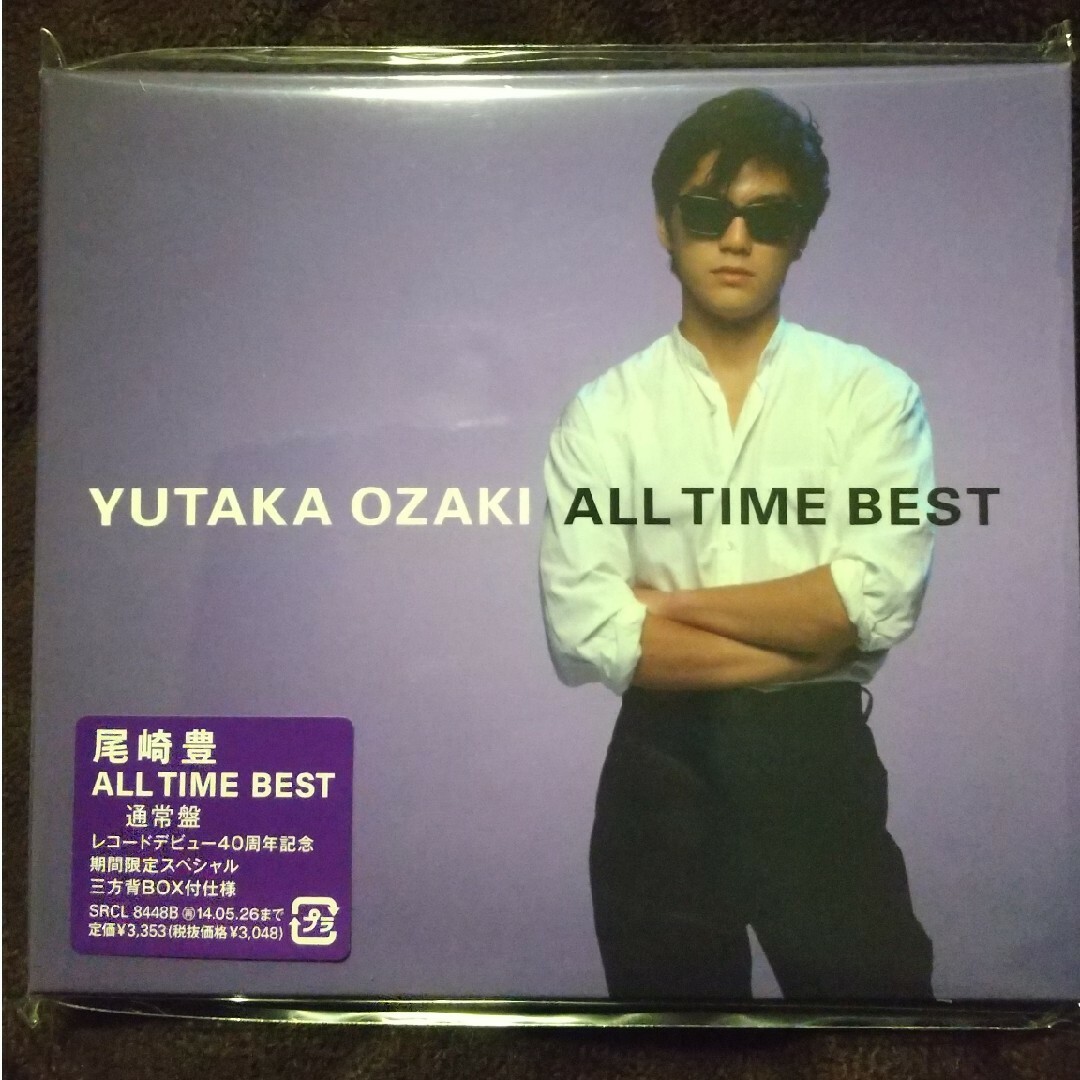 YUTAKA OZAKI ALL TIME BEST
尾崎豊
ALL TIME BEST
通常盤
レコードデビュー40周年記念
期間限定スペシャル
三方背BOX付仕様
SRCL 8448B ㊢14.05.26まで
定価¥3,353(税抜価格¥3,048)
プラ